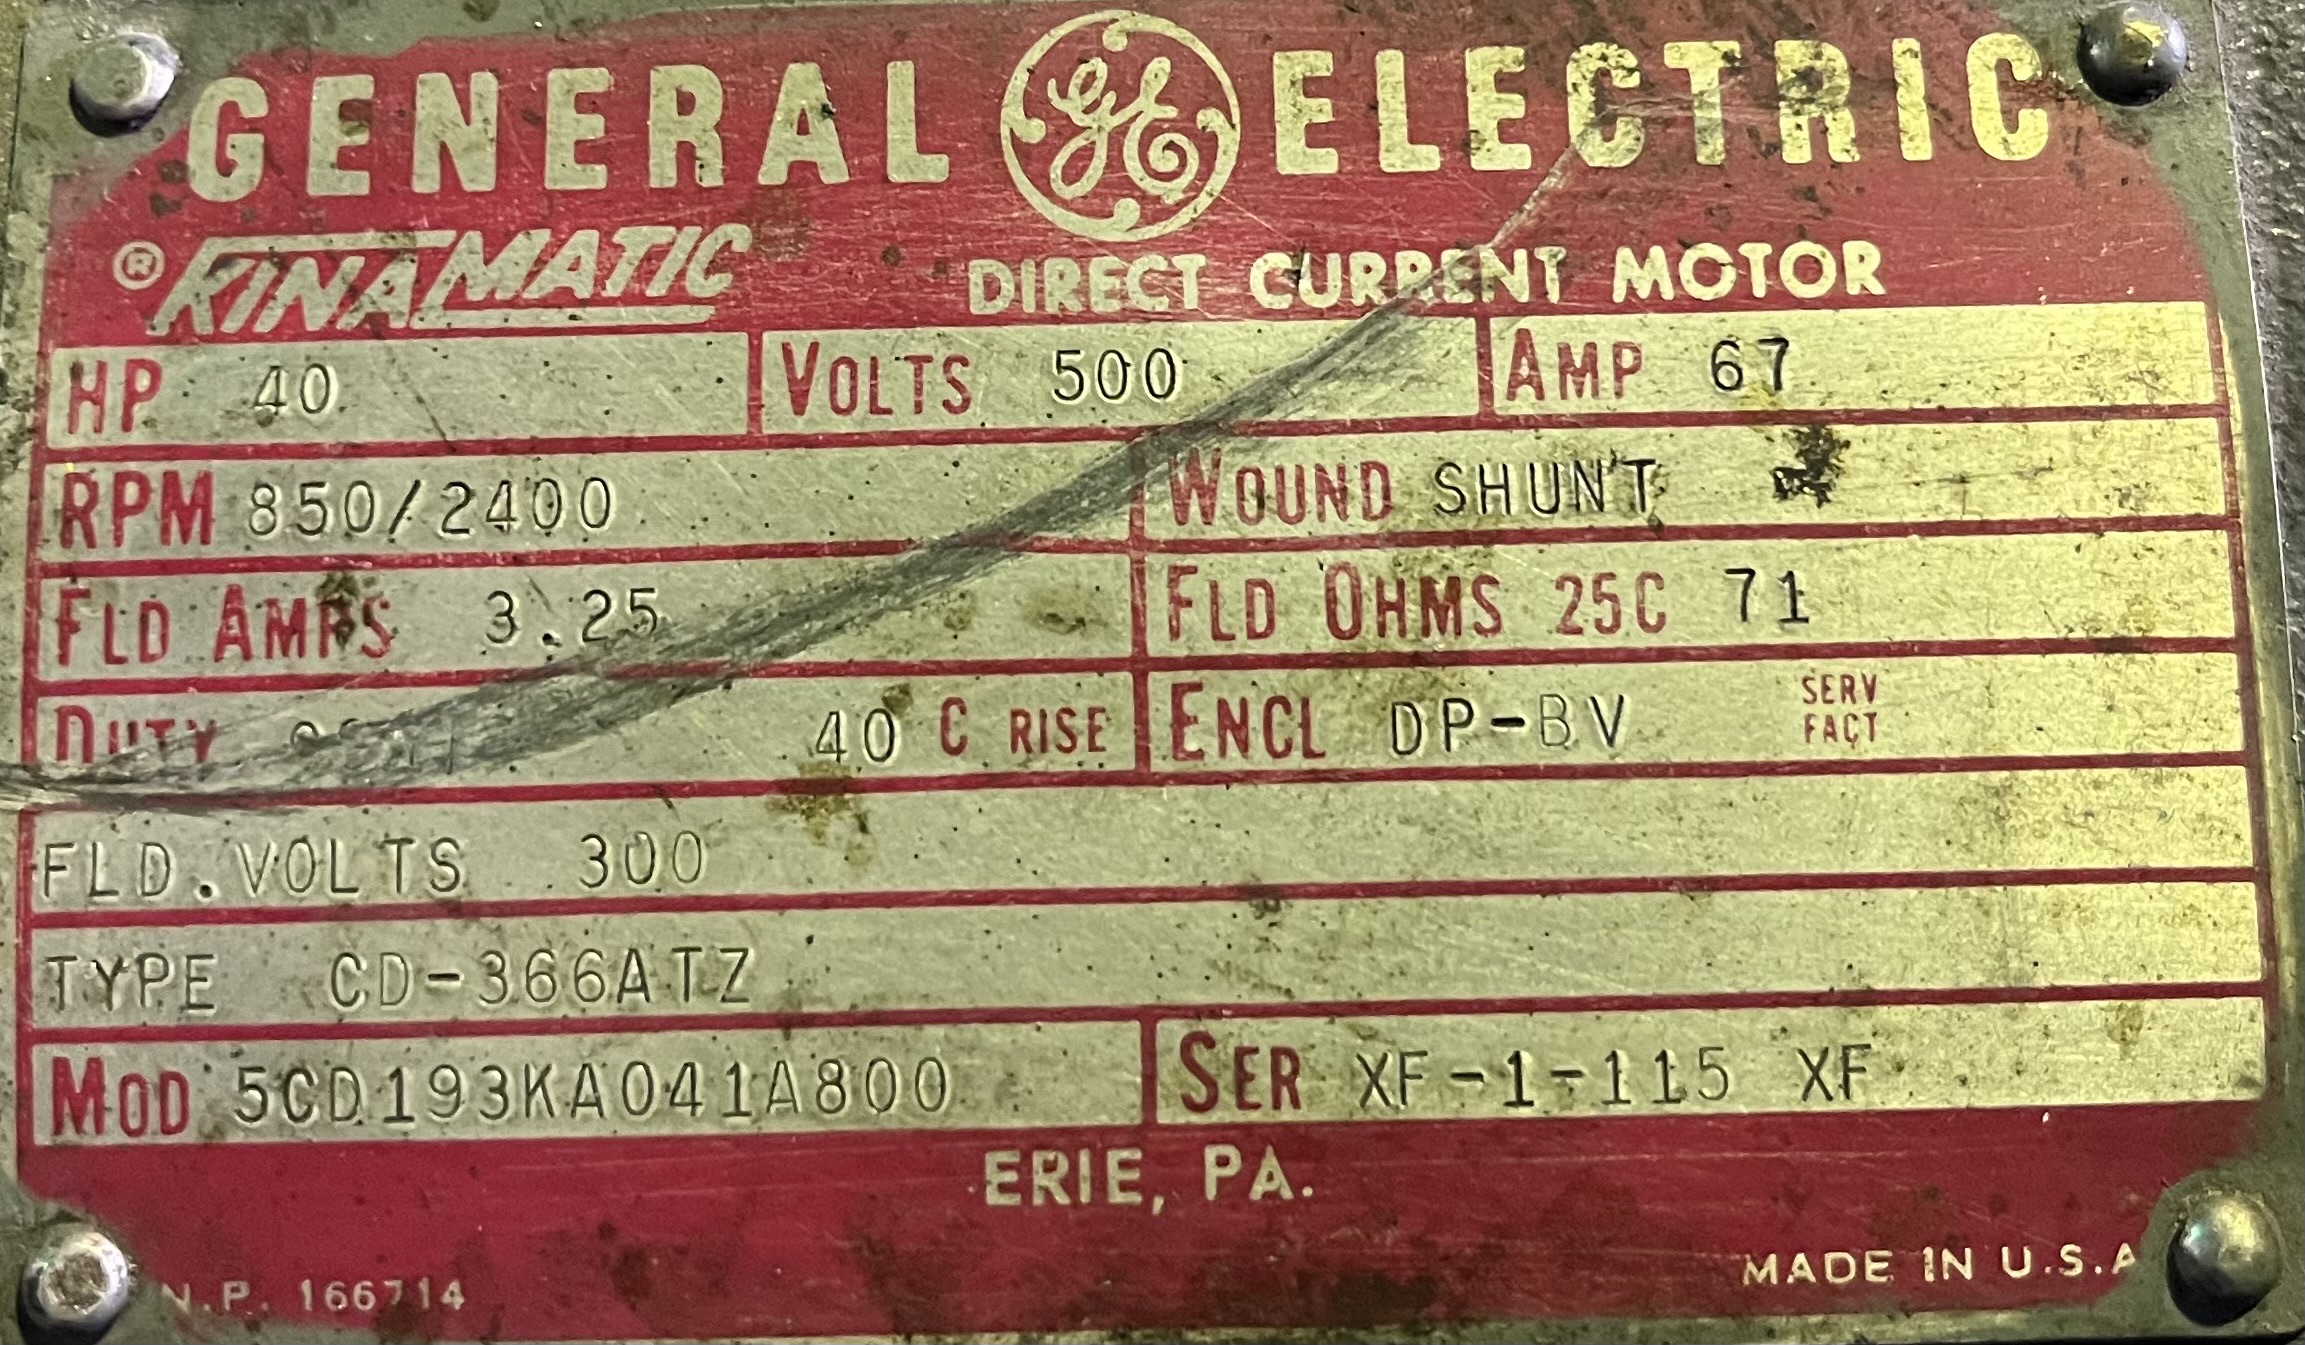 GENERAL GE ELECTRIC
® KINAMATIC DIRECT CURRENT MOTOR
HP 40 VOLTS 500 AMP 67
RPM 850/2400 WOUND SHUNT
FLD AMPS 3.25 FLD OHMS 25C 71
DUTY 40 C RISE ENCL DP-BV SERV FACT
FLD.VOLTS 300
TYPE CD-366ATZ
MOD 5CD193KA041A800 SER XF-1-115 XF
ERIE, PA.
N.P. 166714 MADE IN U.S.A